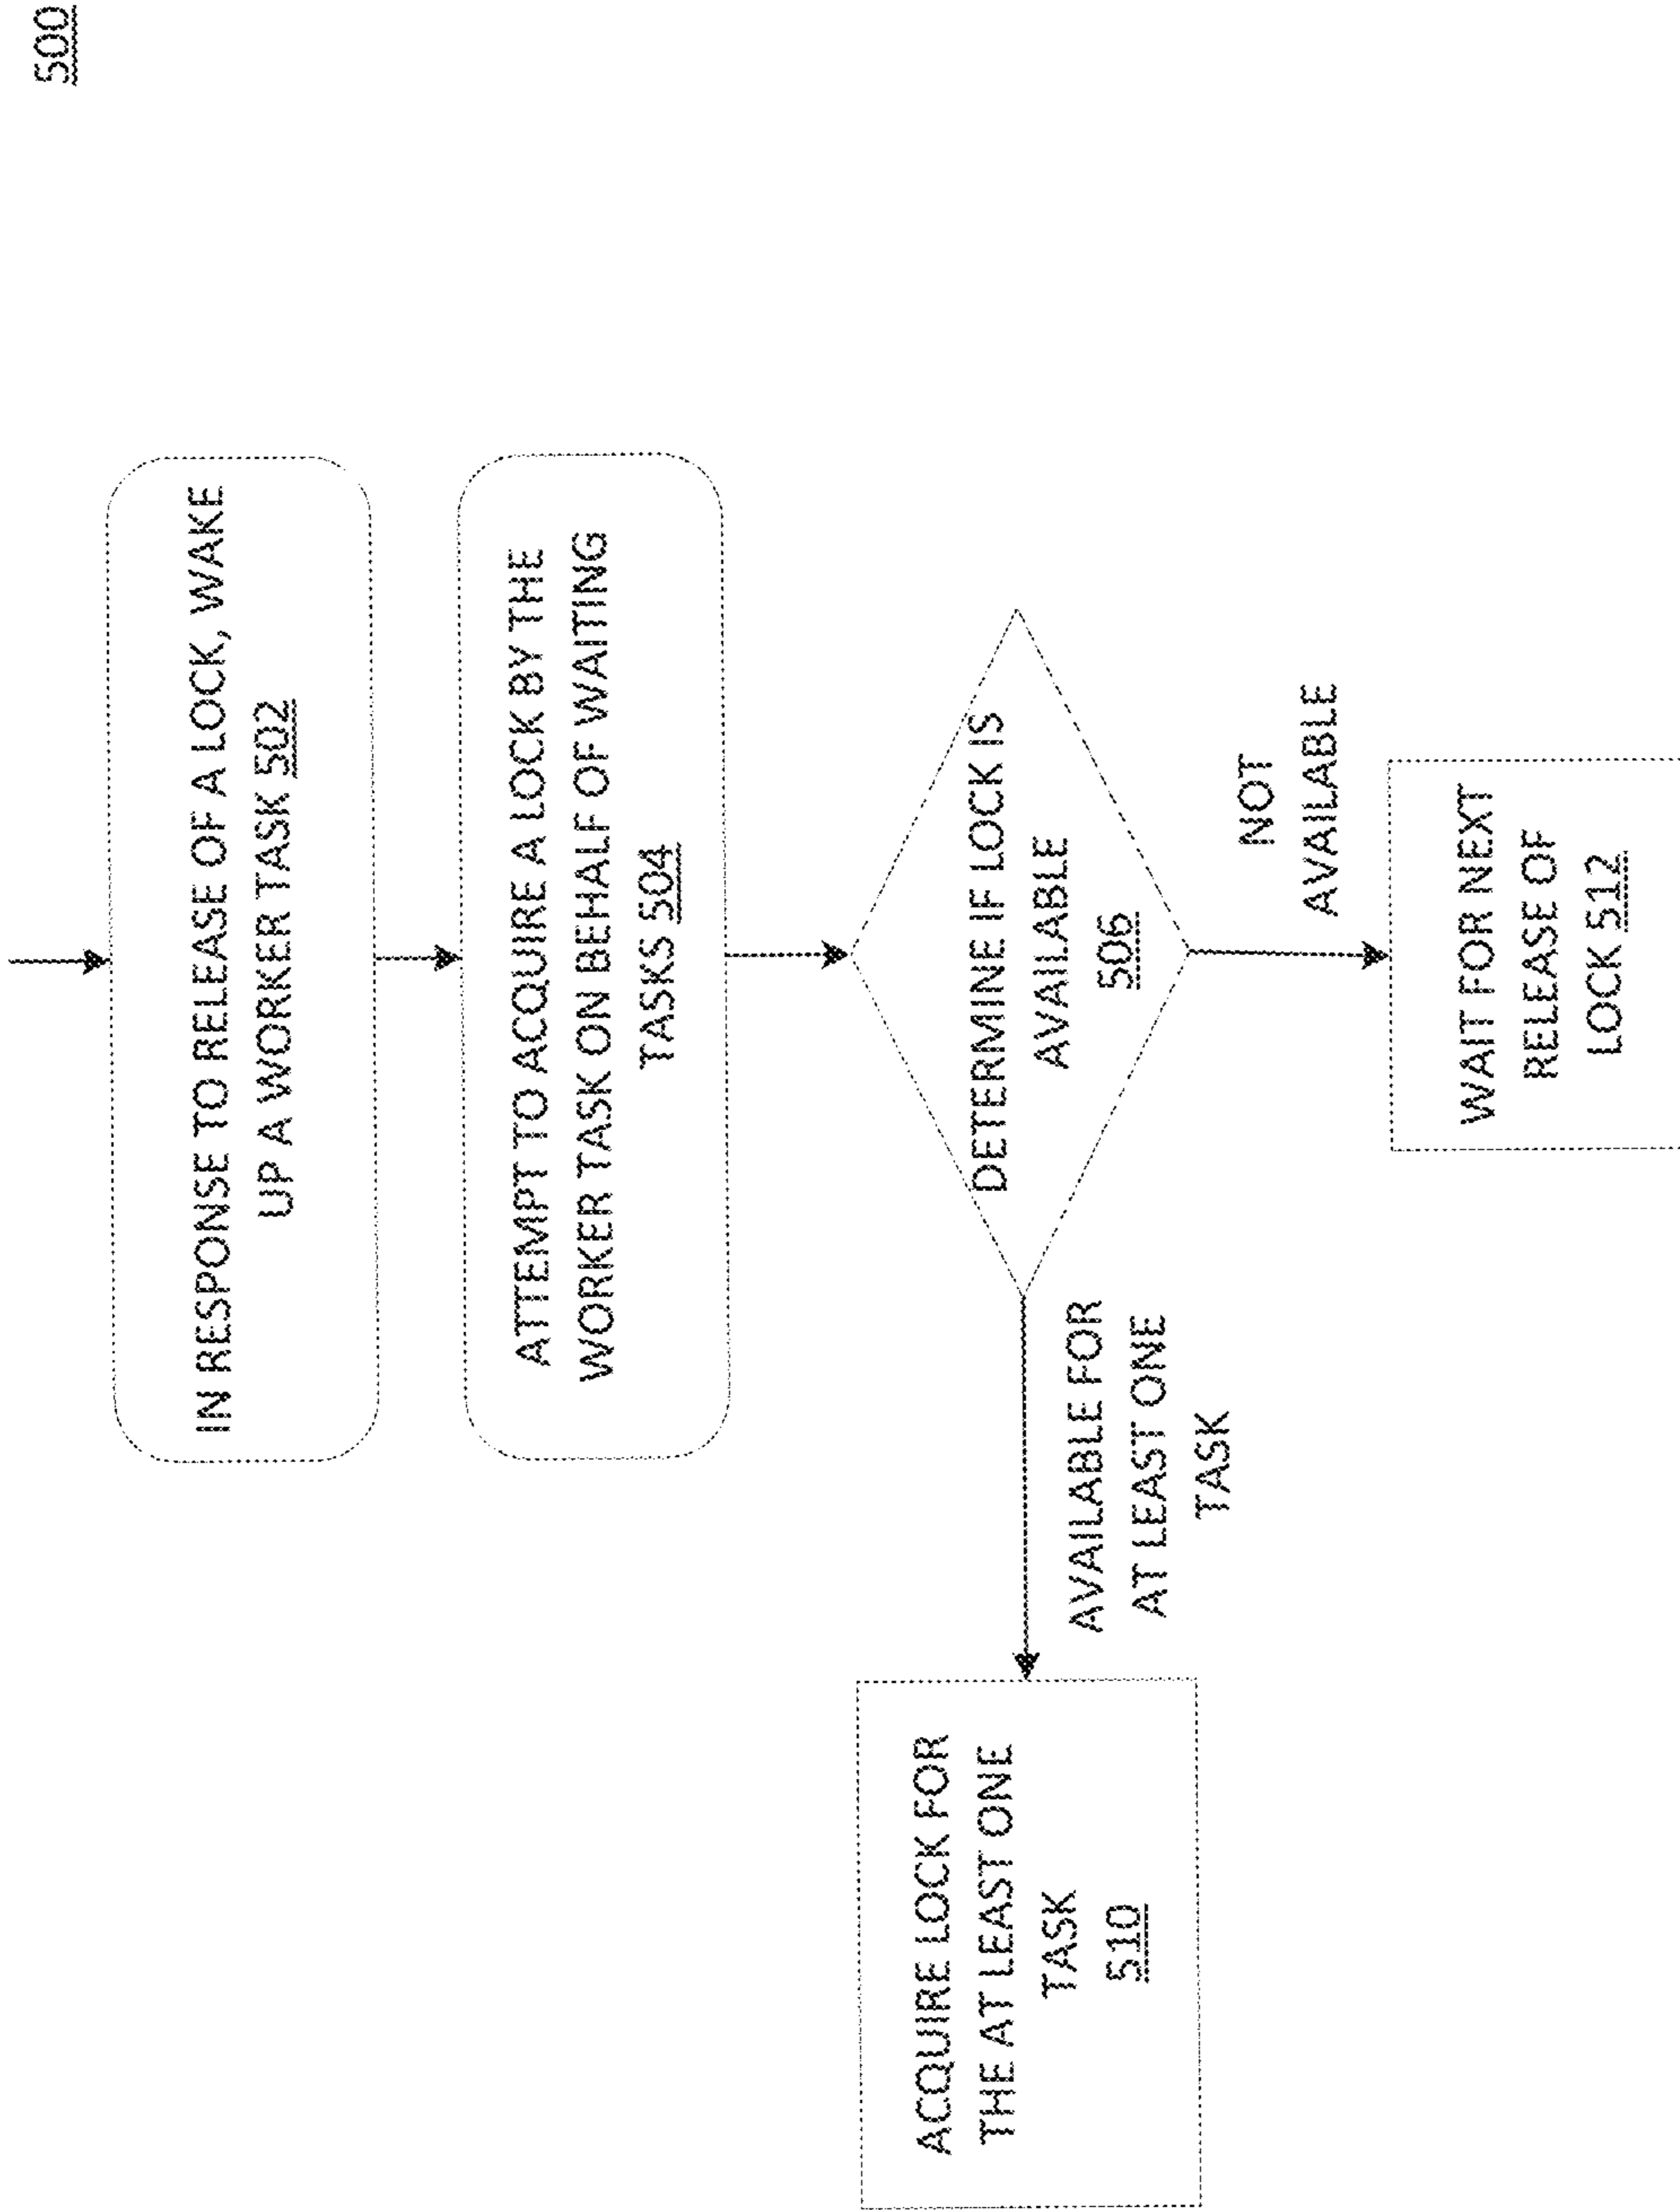 500
IN RESPONSE TO RELEASE OF A LOCK, WAKE
UP A WORKER TASK 502
ATTEMPT TO ACQUIRE A LOCK BY THE
WORKER TASK ON BEHALF OF WAITING
TASKS 504
DETERMINE IF LOCK IS
AVAILABLE
506
AVAILABLE FOR
AT LEAST ONE
TASK
ACQUIRE LOCK FOR
THE AT LEAST ONE
TASK
510
NOT
AVAILABLE
WAIT FOR NEXT
RELEASE OF
LOCK 512